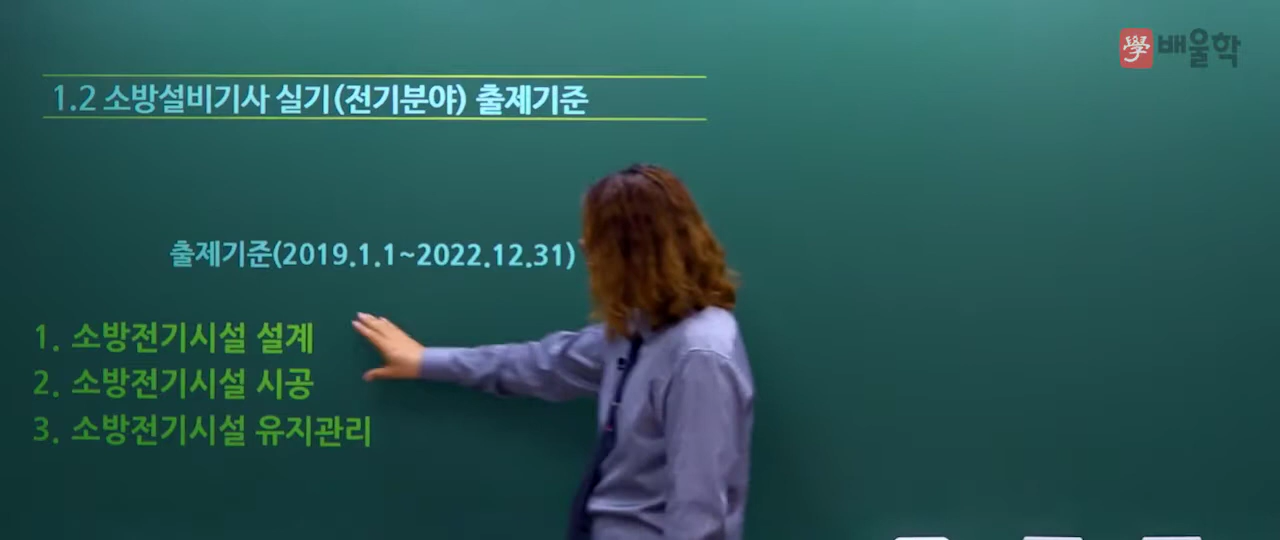 學 배울학
1.2 소방설비기사 실기(전기분야) 출제기준
출제기준(2019.1.1~2022.12.31)
1. 소방전기시설 설계
2. 소방전기시설 시공
3. 소방전기시설 유지관리